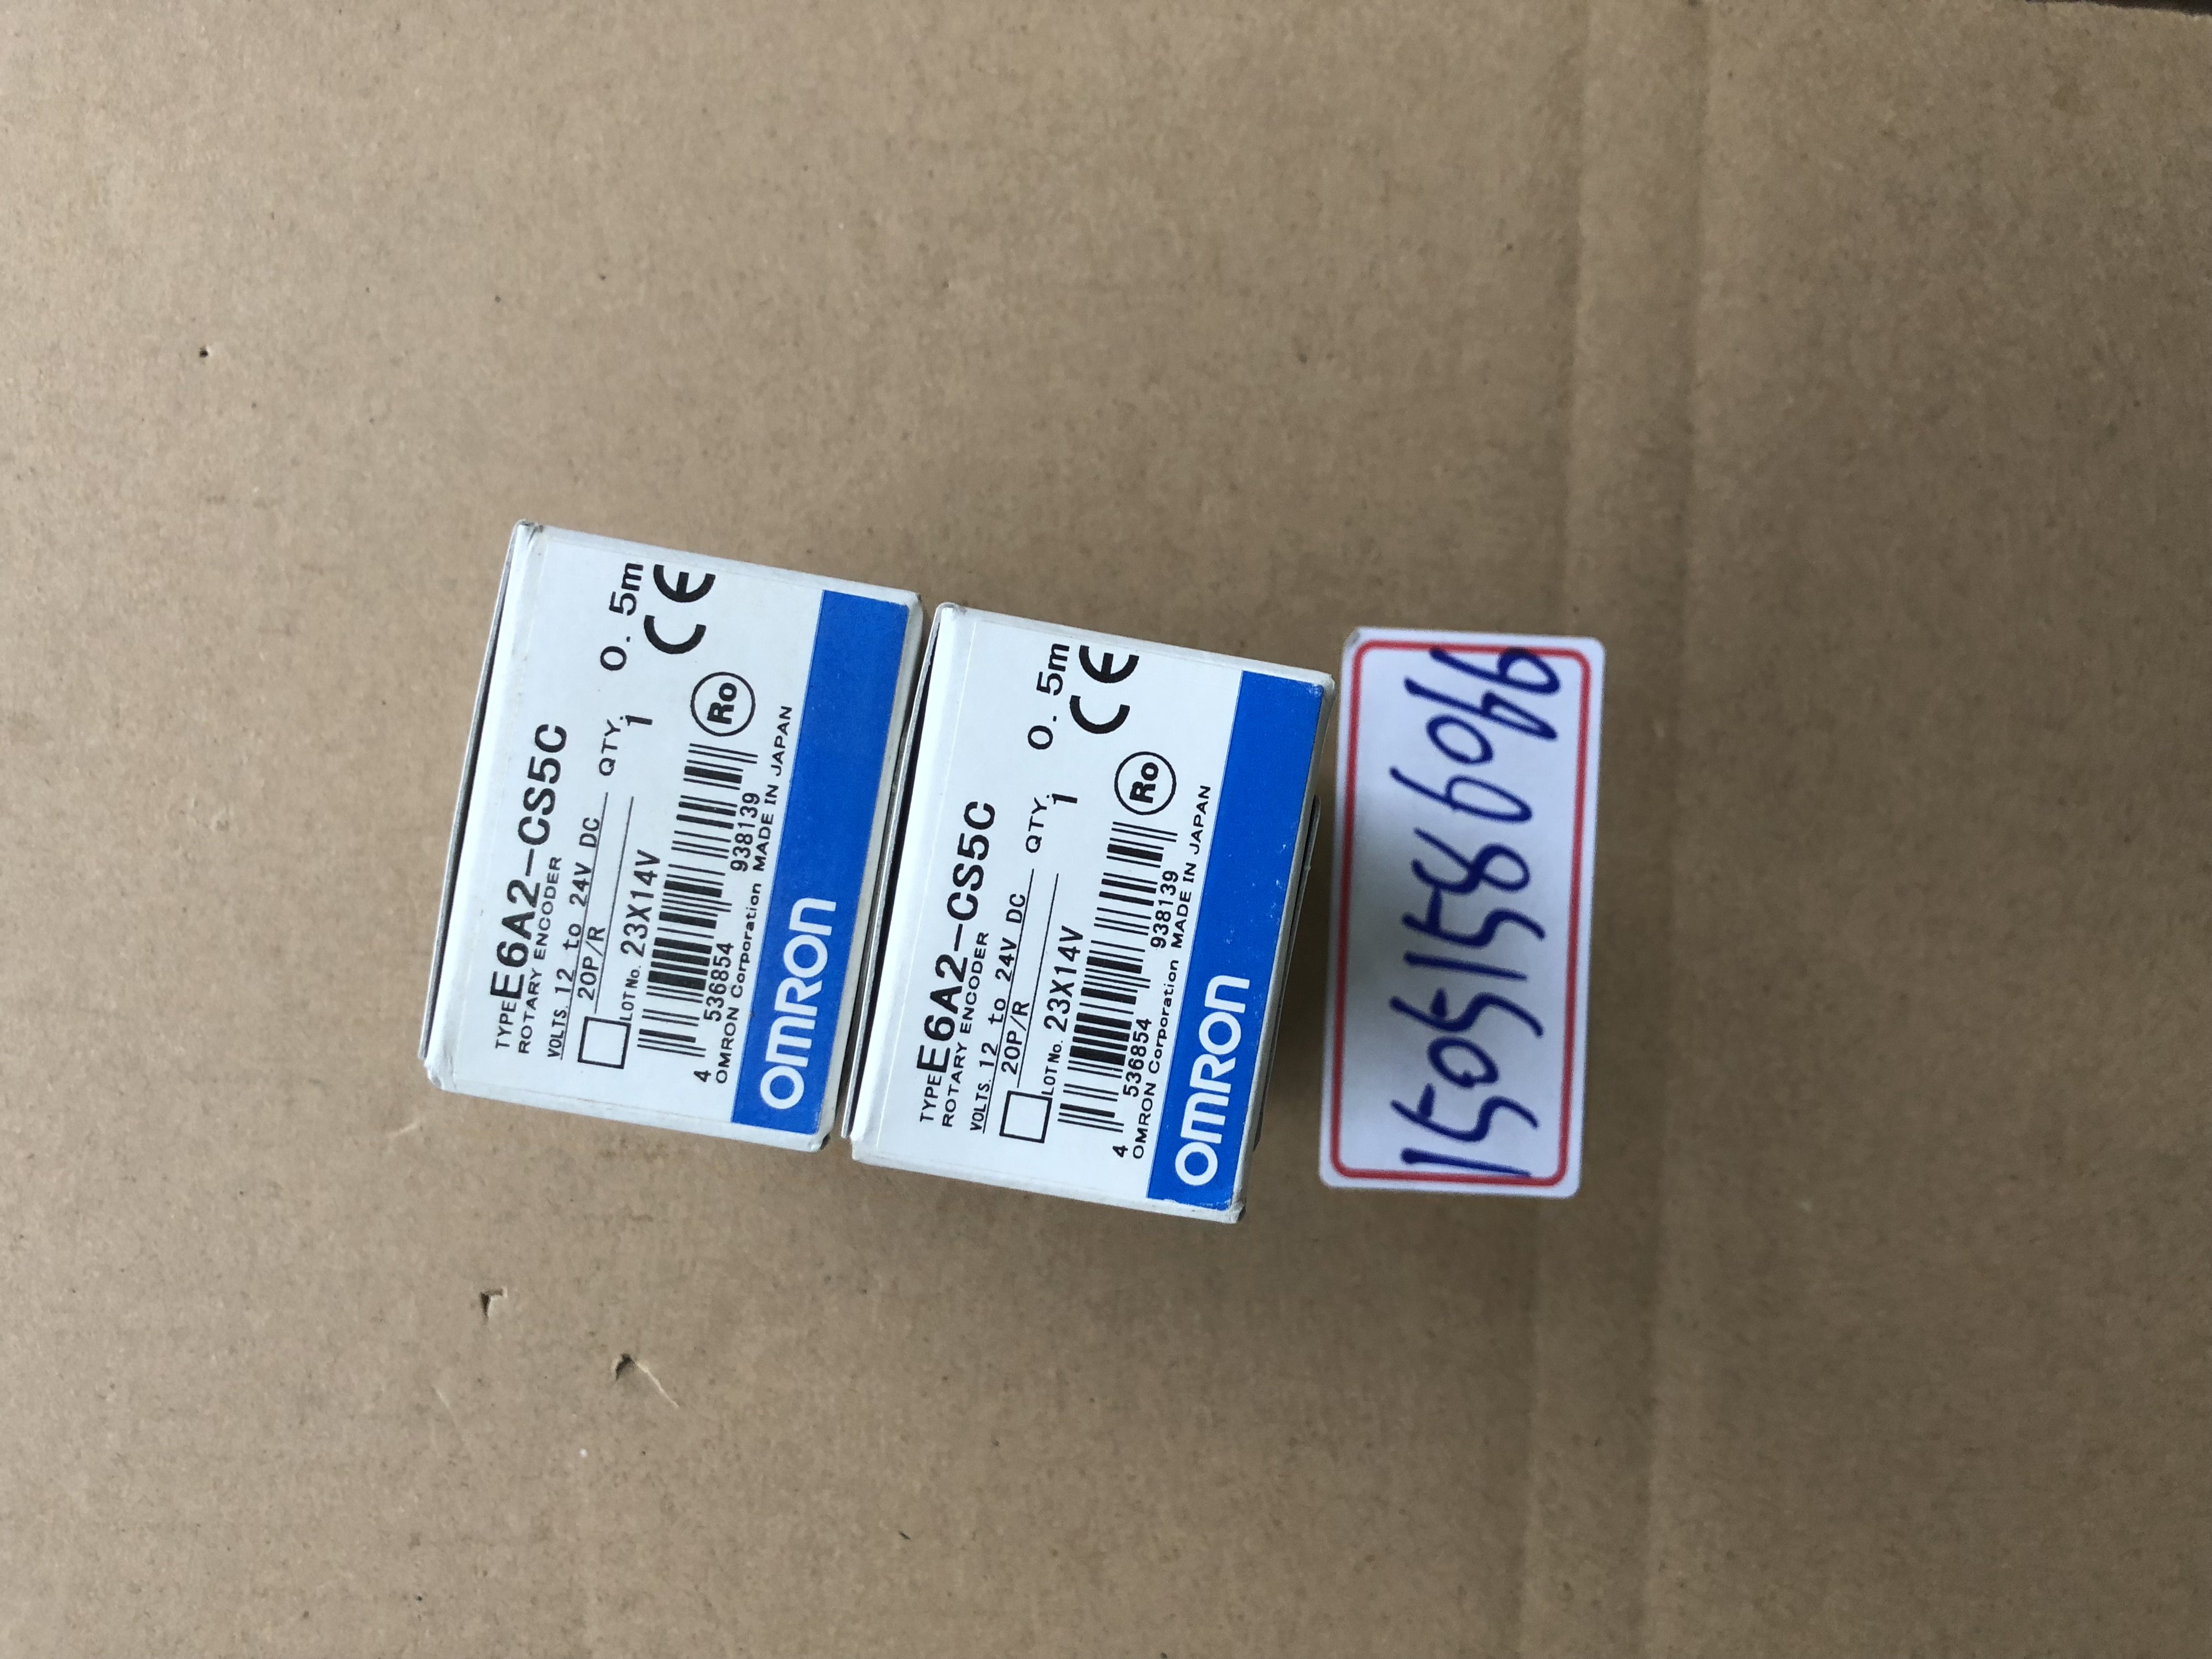 TYPE E6A2-CS5C
ROTARY ENCODER
VOLTS. 12 to 24V DC QTY. 0.5m
20P/R 1
LOT No. 23X14V
CE
Ro
4 536854 938139
OMRON Corporation MADE IN JAPAN
OMRON
TYPE E6A2-CS5C
ROTARY ENCODER
VOLTS. 12 to 24V DC QTY. 0.5m
20P/R 1
LOT No. 23X14V
CE
Ro
4 536854 938139
OMRON Corporation MADE IN JAPAN
OMRON